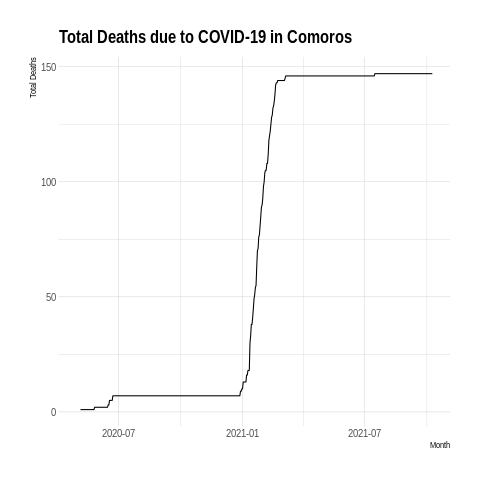 Total Deaths due to COVID-19 in Comoros
Total Deaths
150
100
50
0
2020-07
2021-01
2021-07
Month